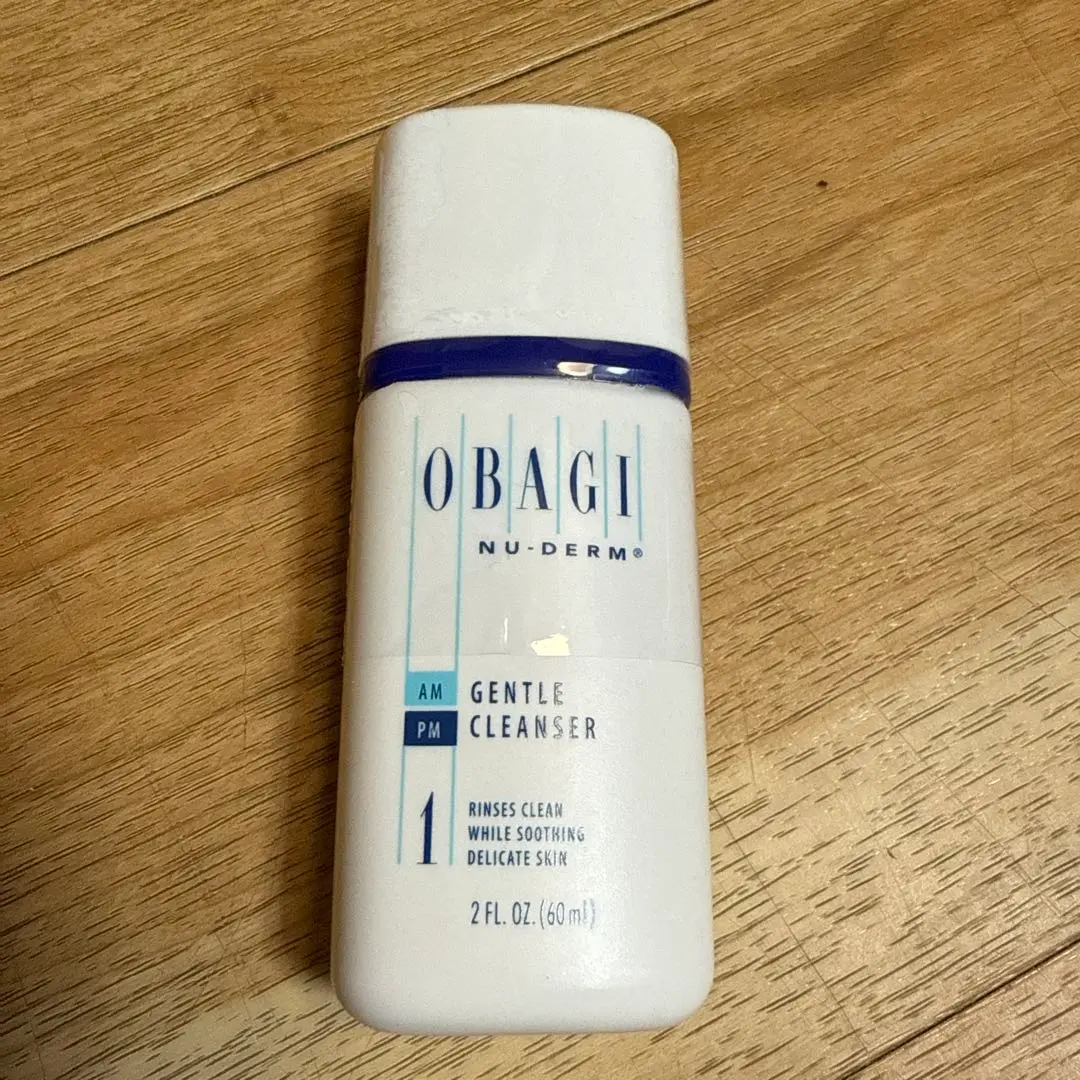 OBAGI
NU-DERM®
AM
GENTLE
PM
CLEANSER
1
RINSES CLEAN
WHILE SOOTHING
DELICATE SKIN
2 FL. OZ. (60 ml)